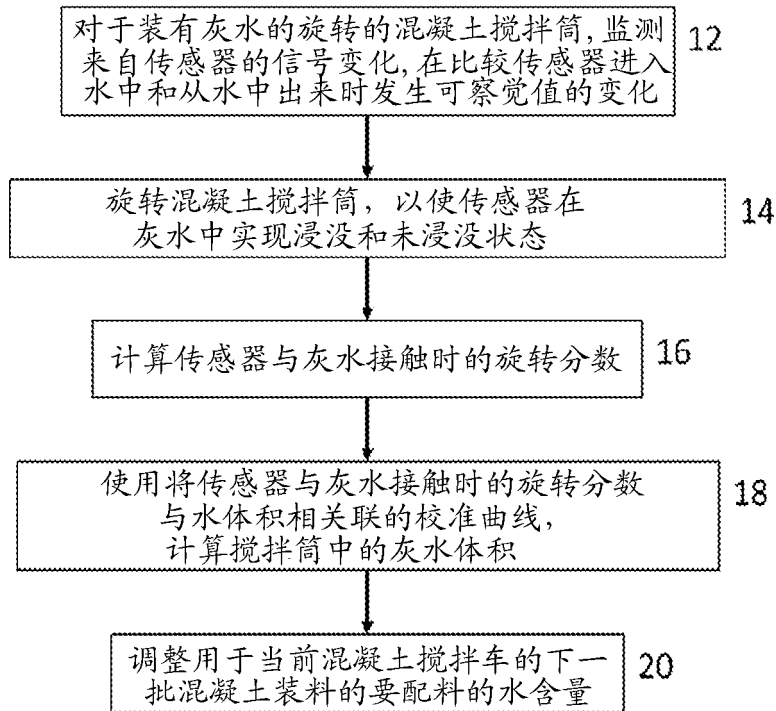 对于装有灰水的旋转的混凝土搅拌筒,监测
来自传感器的信号变化,在比较传感器进入
水中和从水中出来时发生可察觉值的变化
12
旋转混凝土搅拌筒，以使传感器在
灰水中实现浸没和未浸没状态
14
计算传感器与灰水接触时的旋转分数
16
使用将传感器与灰水接触时的旋转分数
与水体积相关联的校准曲线，
计算搅拌筒中的灰水体积
18
调整用于当前混凝土搅拌车的下一
批混凝土装料的要配料的水含量
20